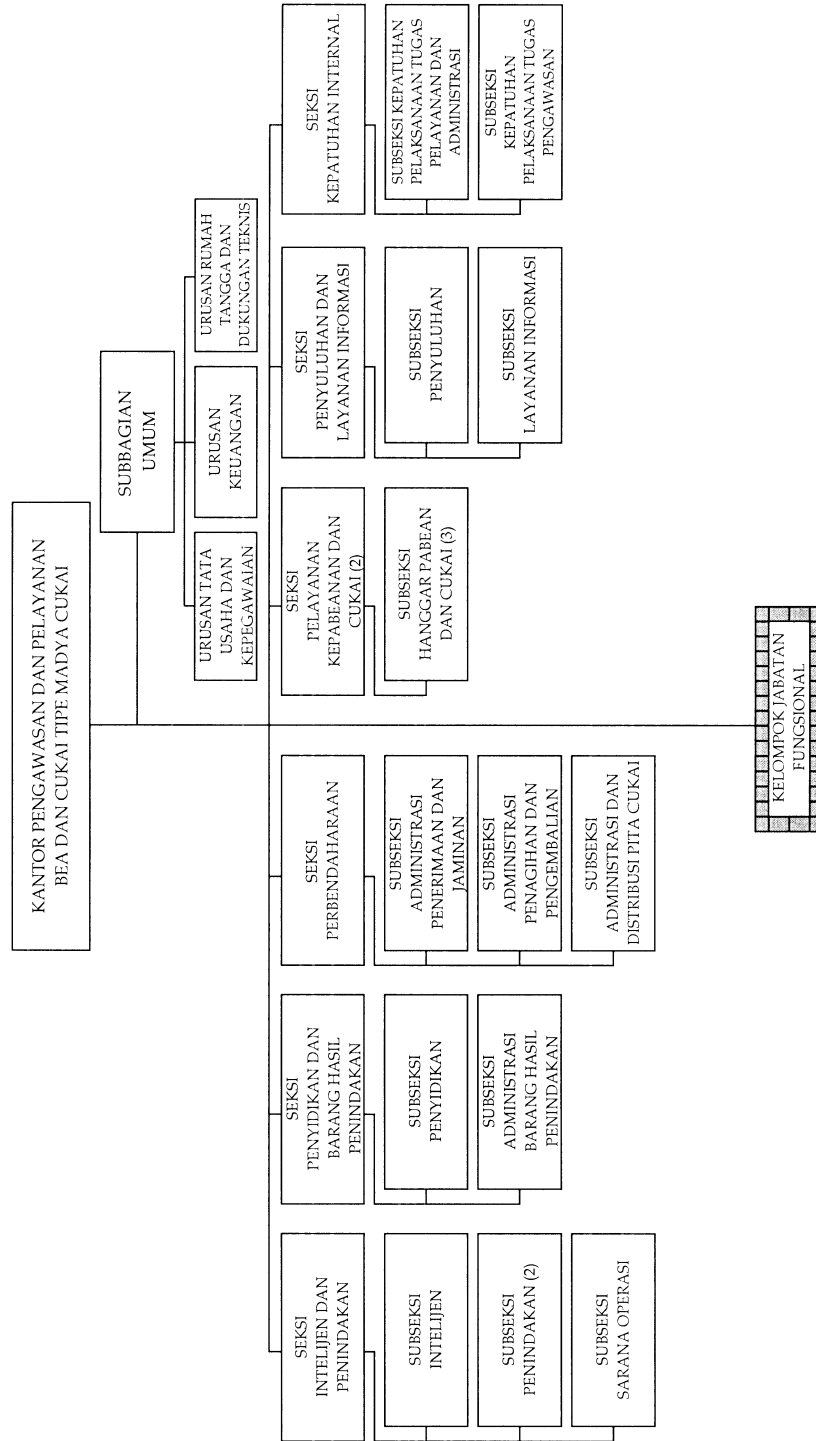 KANTOR PENGAWASAN DAN PELAYANAN
BEA DAN CUKAI TIPE MADYA CUKAI
SUBBAGIAN
UMUM
URUSAN TATA
USAHA DAN
KEPEGAWAIAN
URUSAN
KEUANGAN
URUSAN RUMAH
TANGGA DAN
DUKUNGAN TEKNIS
SEKSI
INTELIJEN DAN
PENINDAKAN
SUBSEKSI
INTELIJEN
SUBSEKSI
PENINDAKAN (2)
SUBSEKSI
SARANA OPERASI
SEKSI
PENYIDIKAN DAN
BARANG HASIL
PENINDAKAN
SUBSEKSI
PENYIDIKAN
SUBSEKSI
ADMINISTRASI
BARANG HASIL
PENINDAKAN
SEKSI
PERBENDAHARAAN
SUBSEKSI
ADMINISTRASI
PENERIMAAN DAN
JAMINAN
SUBSEKSI
ADMINISTRASI
PENAGIHAN DAN
PENGEMBALIAN
SUBSEKSI
ADMINISTRASI DAN
DISTRIBUSI PITA CUKAI
SEKSI
PELAYANAN
KEPABEANAN DAN
CUKAI (2)
SUBSEKSI
HANGGAR PABEAN
DAN CUKAI (3)
SEKSI
PENYULUHAN DAN
LAYANAN INFORMASI
SUBSEKSI
PENYULUHAN
SUBSEKSI
LAYANAN INFORMASI
SEKSI
KEPATUHAN INTERNAL
SUBSEKSI KEPATUHAN
PELAKSANAAN TUGAS
PELAYANAN DAN
ADMINISTRASI
SUBSEKSI
KEPATUHAN
PELAKSANAAN TUGAS
PENGAWASAN
KELOMPOK JABATAN
FUNGSIONAL